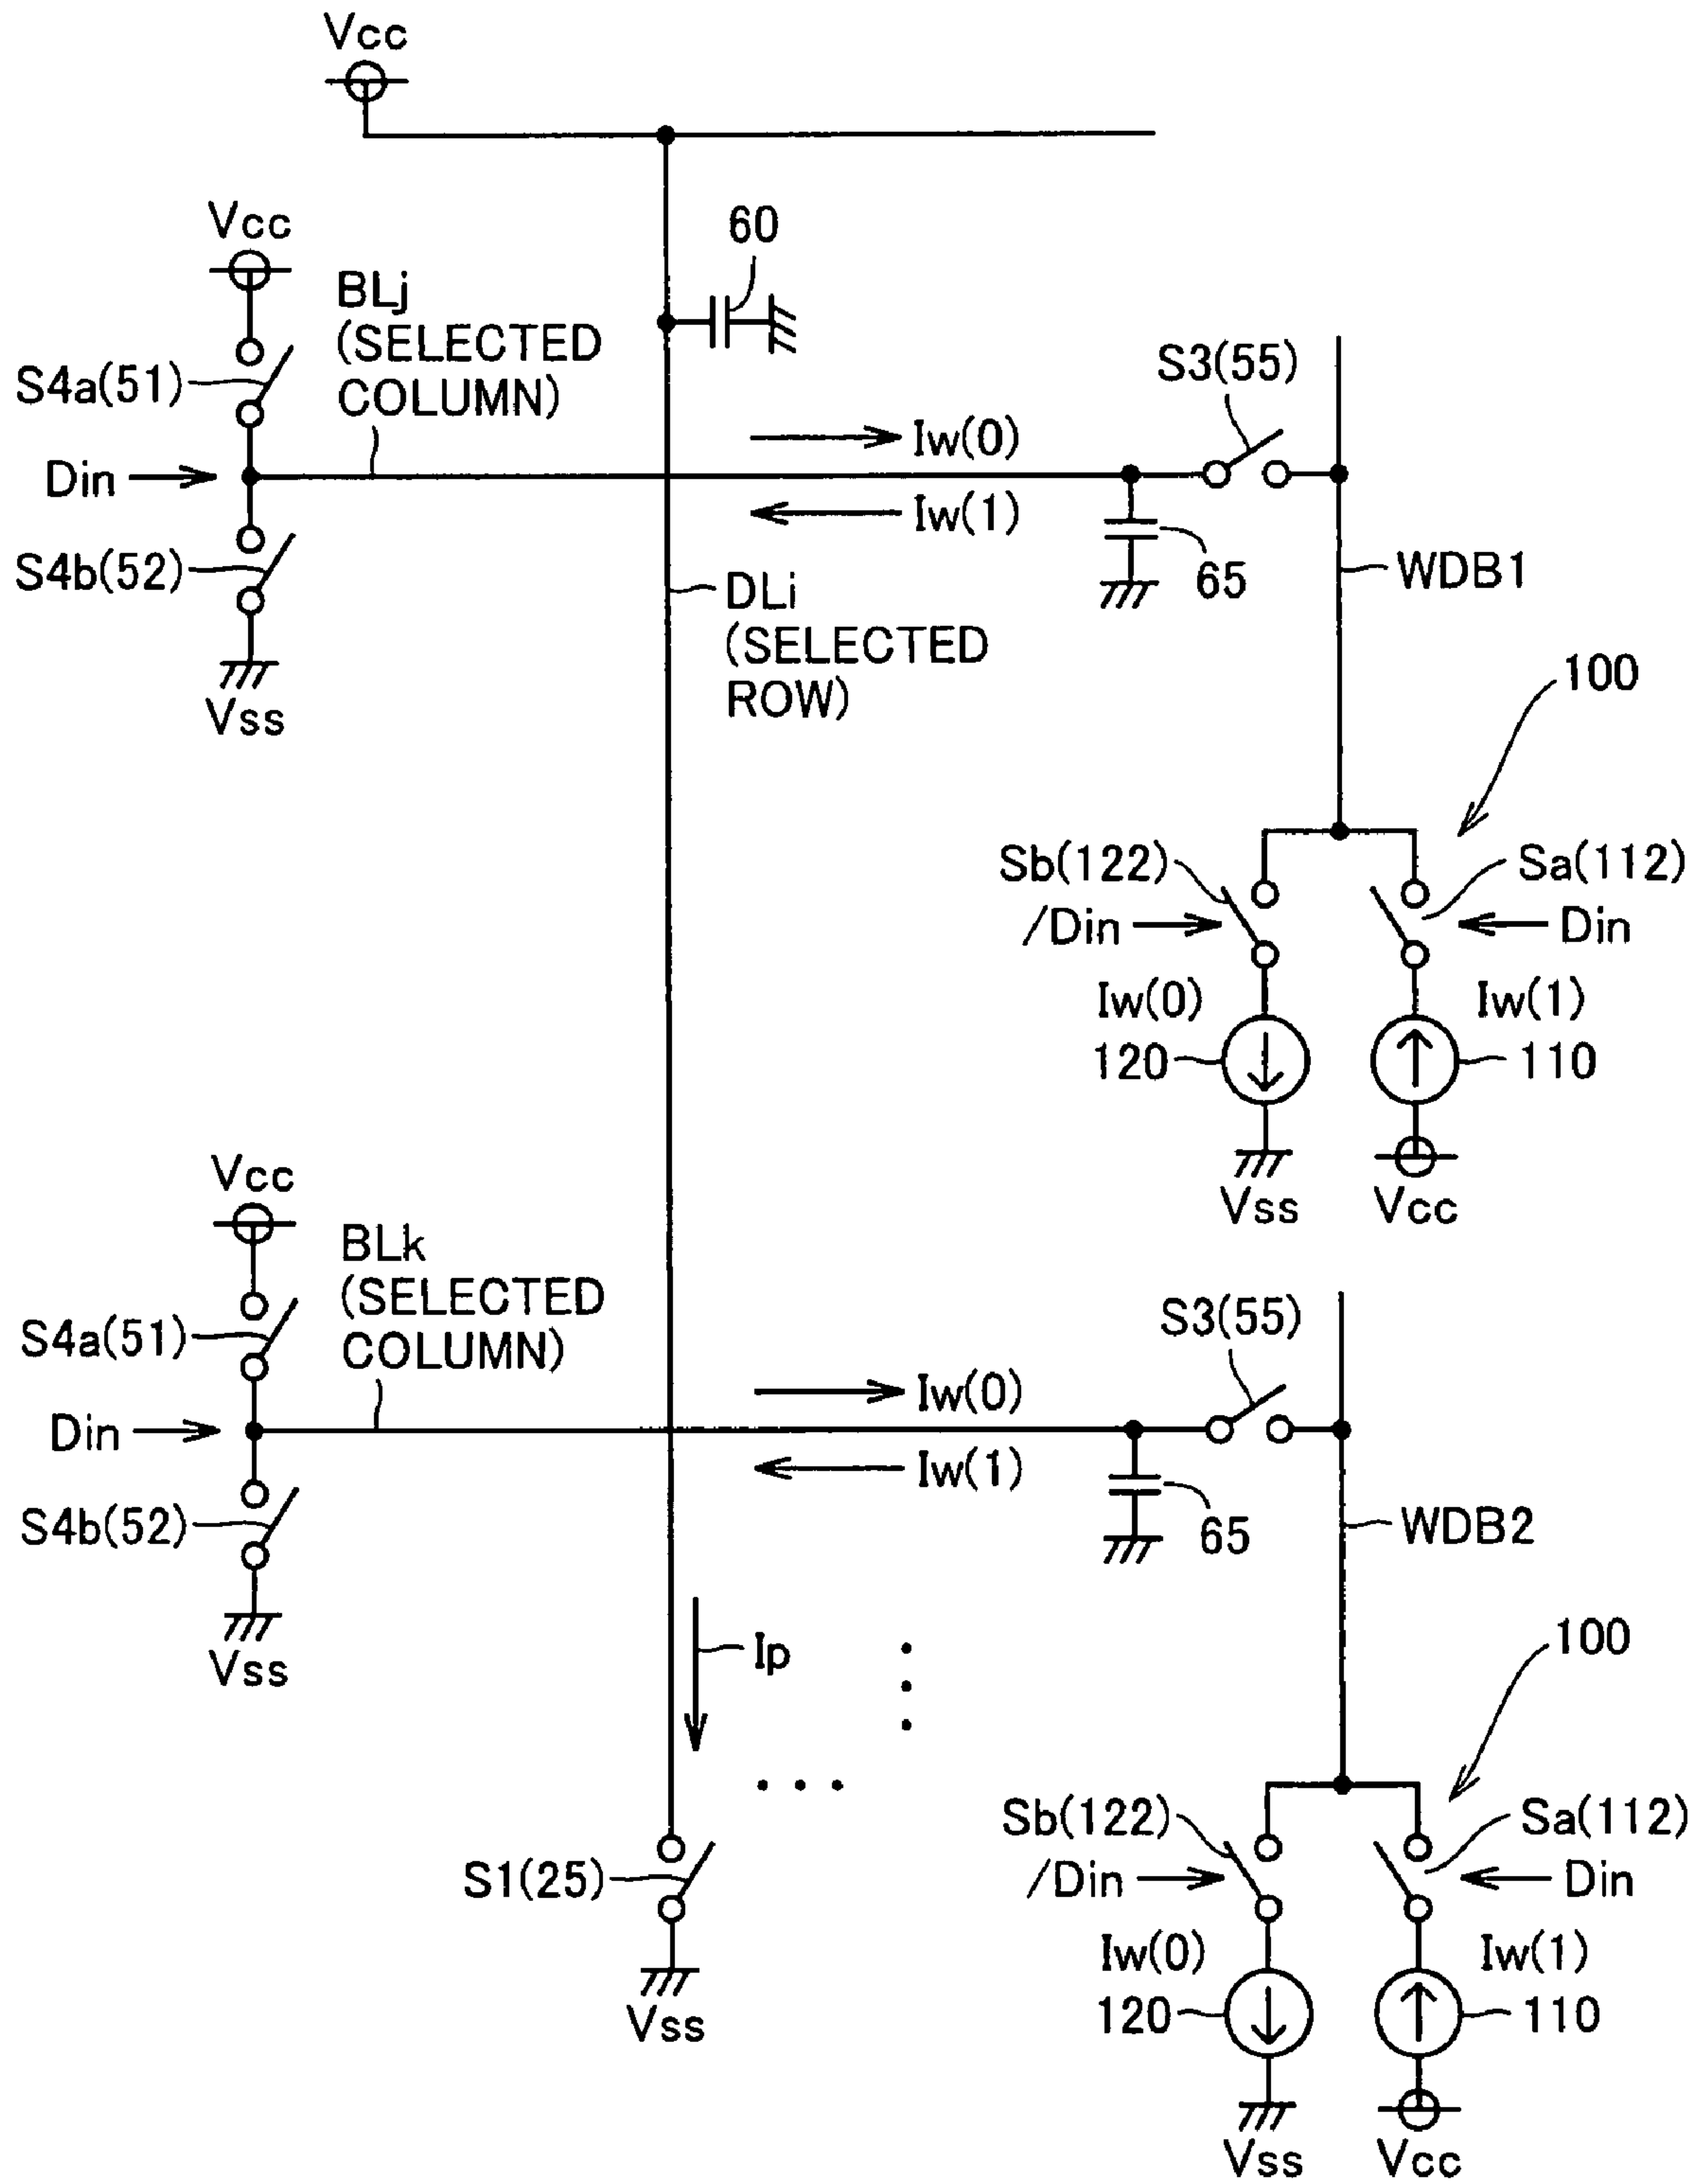 Vcc
60
Vcc
BLj
(SELECTED
COLUMN)
S4a(51)
S3(55)
Din
Iw(0)
Iw(1)
S4b(52)
65
WDB1
DLi
(SELECTED
ROW)
Vss
100
Sb(122)
Sa(112)
/Din
Din
Iw(0)
Iw(1)
120
110
Vss
Vcc
Vcc
BLk
(SELECTED
COLUMN)
S4a(51)
S3(55)
Din
Iw(0)
Iw(1)
S4b(52)
65
WDB2
Vss
Ip
100
Sb(122)
Sa(112)
S1(25)
/Din
Din
Iw(0)
Iw(1)
120
110
Vss
Vss
Vcc